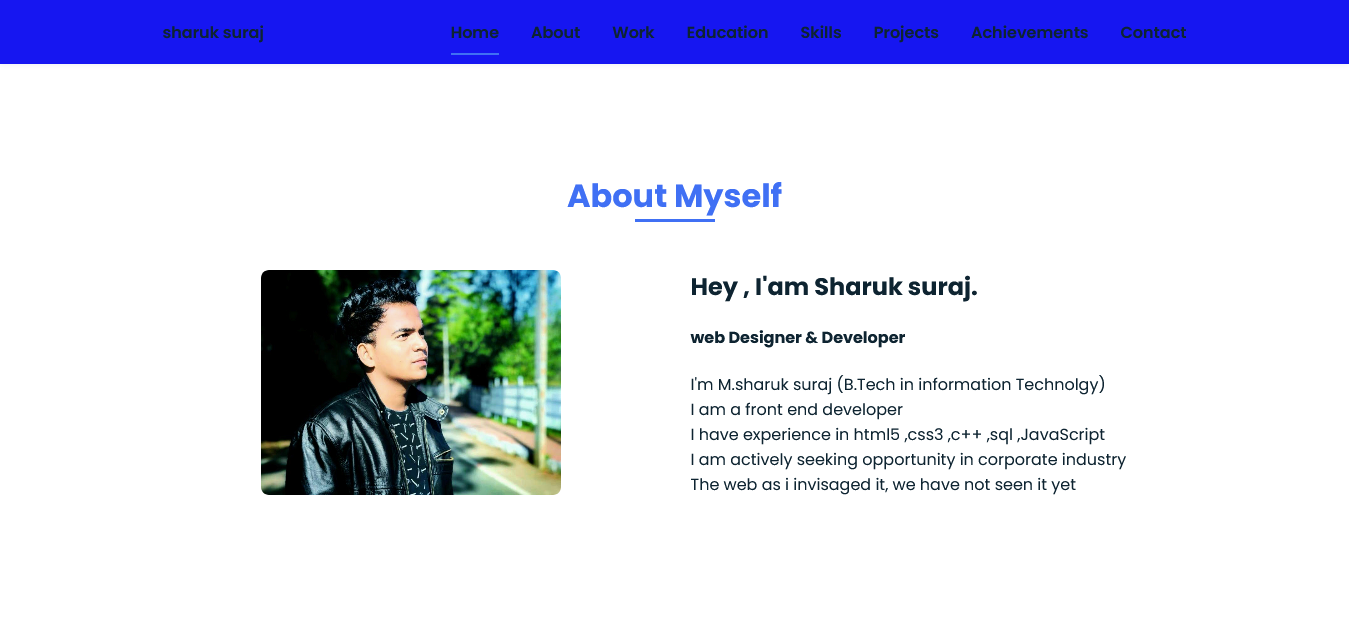 sharuk suraj Home About Work Education Skills Projects Achievements Contact
About Myself
Hey , I'am Sharuk suraj.
web Designer & Developer
I'm M.sharuk suraj (B.Tech in information Technolgy)
I am a front end developer
I have experience in html5 ,css3 ,c++ ,sql ,JavaScript
I am actively seeking opportunity in corporate industry
The web as i invisaged it, we have not seen it yet